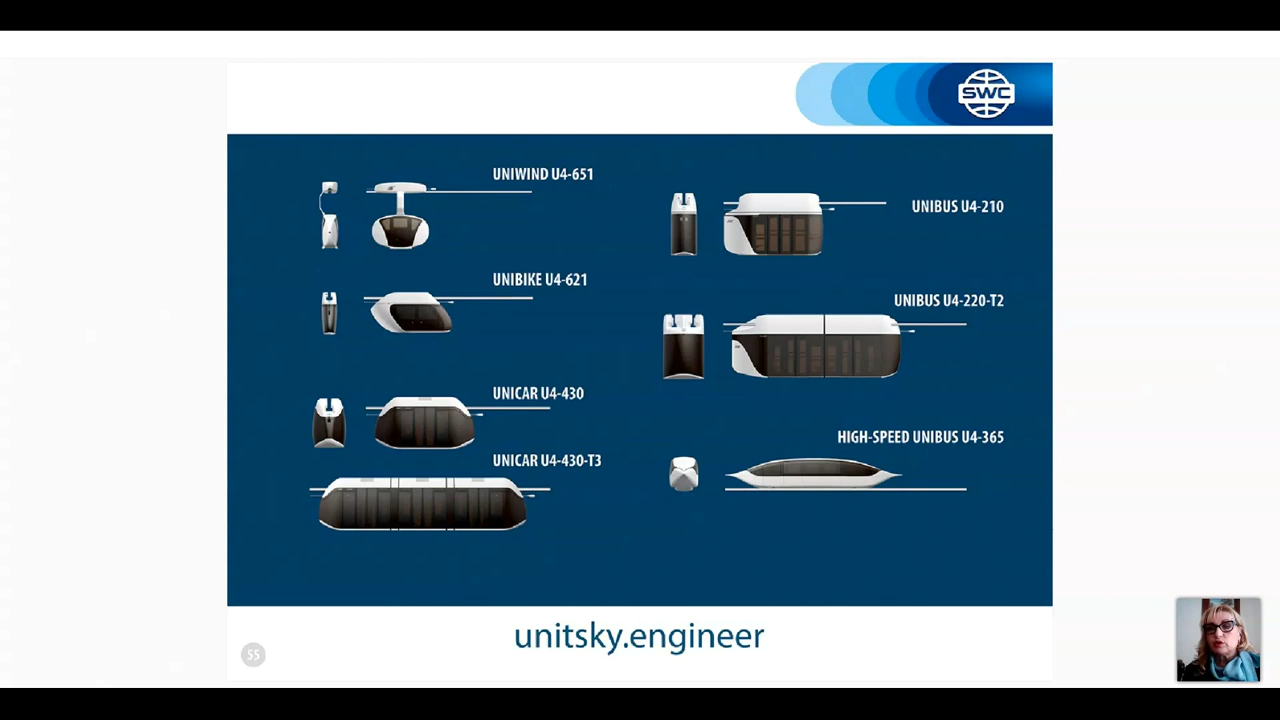 SWC
UNIWIND U4-651
UNIBIKE U4-621
UNICAR U4-430
UNICAR U4-430-T3
UNIBUS U4-210
UNIBUS U4-220-T2
HIGH-SPEED UNIBUS U4-365
unitsky.engineer
55